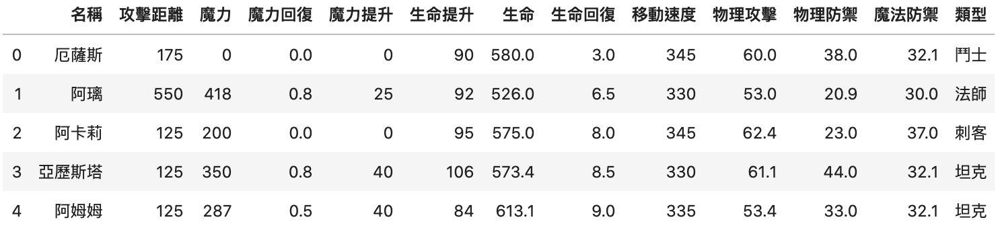 名稱 攻擊距離 魔力 魔力回復 魔力提升 生命提升 生命 生命回復 移動速度 物理攻擊 物理防禦 魔法防禦 類型
0 厄薩斯 175 0 0.0 0 90 580.0 3.0 345 60.0 38.0 32.1 鬥士
1 阿璃 550 418 0.8 25 92 526.0 6.5 330 53.0 20.9 30.0 法師
2 阿卡莉 125 200 0.0 0 95 575.0 8.0 345 62.4 23.0 37.0 刺客
3 亞歷斯塔 125 350 0.8 40 106 573.4 8.5 330 61.1 44.0 32.1 坦克
4 阿姆姆 125 287 0.5 40 84 613.1 9.0 335 53.4 33.0 32.1 坦克